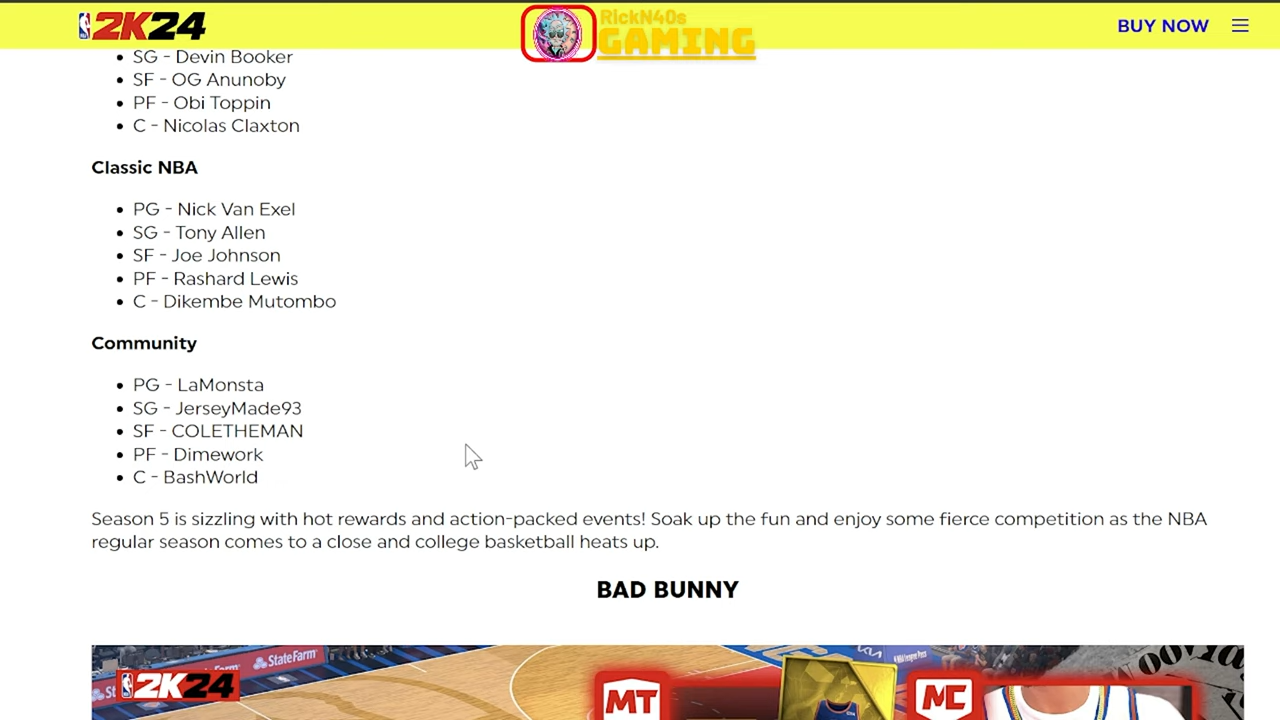 2K24
RickN40s
GAMING
BUY NOW
SG - Devin Booker
SF - OG Anunoby
PF - Obi Toppin
C - Nicolas Claxton
Classic NBA
PG - Nick Van Exel
SG - Tony Allen
SF - Joe Johnson
PF - Rashard Lewis
C - Dikembe Mutombo
Community
PG - LaMonsta
SG - JerseyMade93
SF - COLETHEMAN
PF - Dimework
C - BashWorld
Season 5 is sizzling with hot rewards and action-packed events! Soak up the fun and enjoy some fierce competition as the NBA
regular season comes to a close and college basketball heats up.
BAD BUNNY
StateFarm
2K24
MT
MC